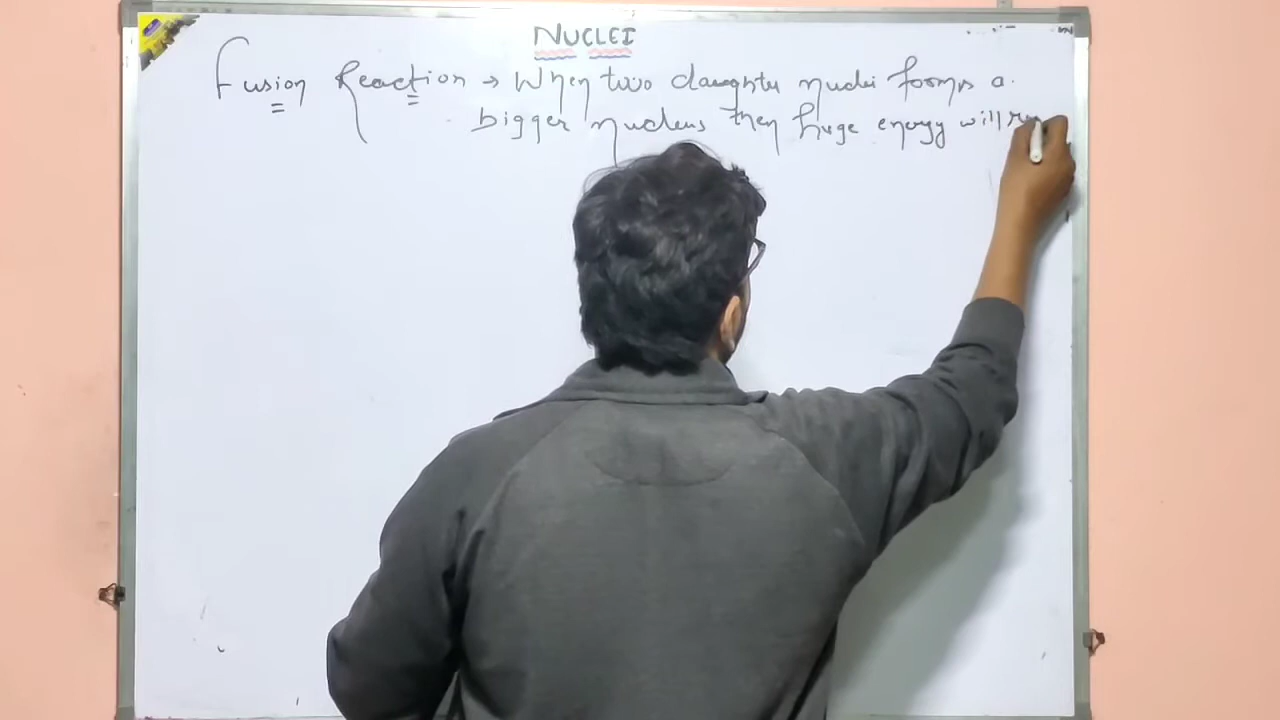 NUCLEI
Fusion Reaction → When two daughter nuclei forms a
bigger nucleus then huge energy will